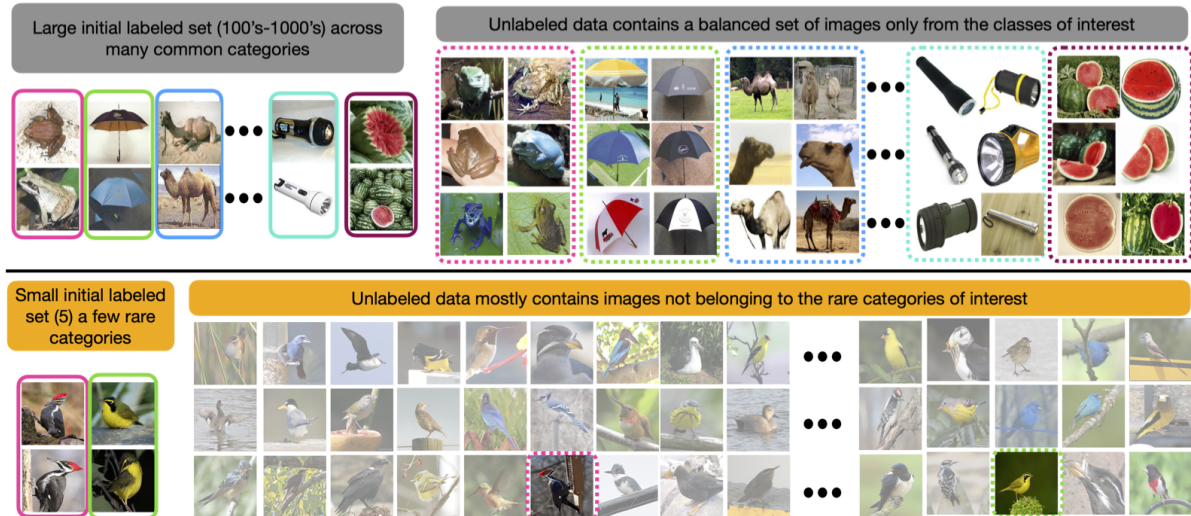 Large initial labeled set (100's-1000's) across
many common categories
Unlabeled data contains a balanced set of images only from the classes of interest
Small initial labeled
set (5) a few rare
categories
Unlabeled data mostly contains images not belonging to the rare categories of interest